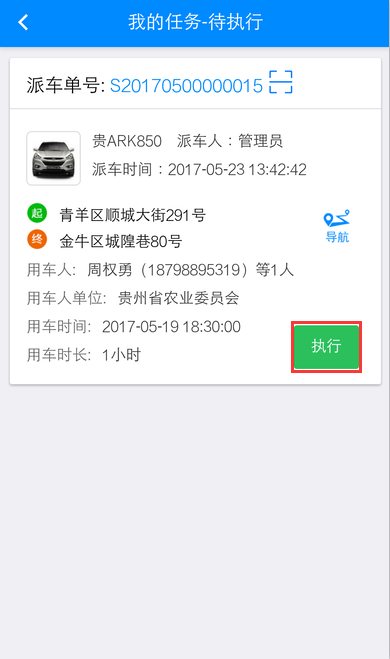 我的任务-待执行
派车单号: S20170500000015
贵ARK850 派车人：管理员
派车时间：2017-05-23 13:42:42
起 青羊区顺城大街291号
终 金牛区城隍巷80号
导航
用车人: 周权勇（18798895319）等1人
用车人单位: 贵州省农业委员会
用车时间: 2017-05-19 18:30:00
用车时长: 1小时
执行